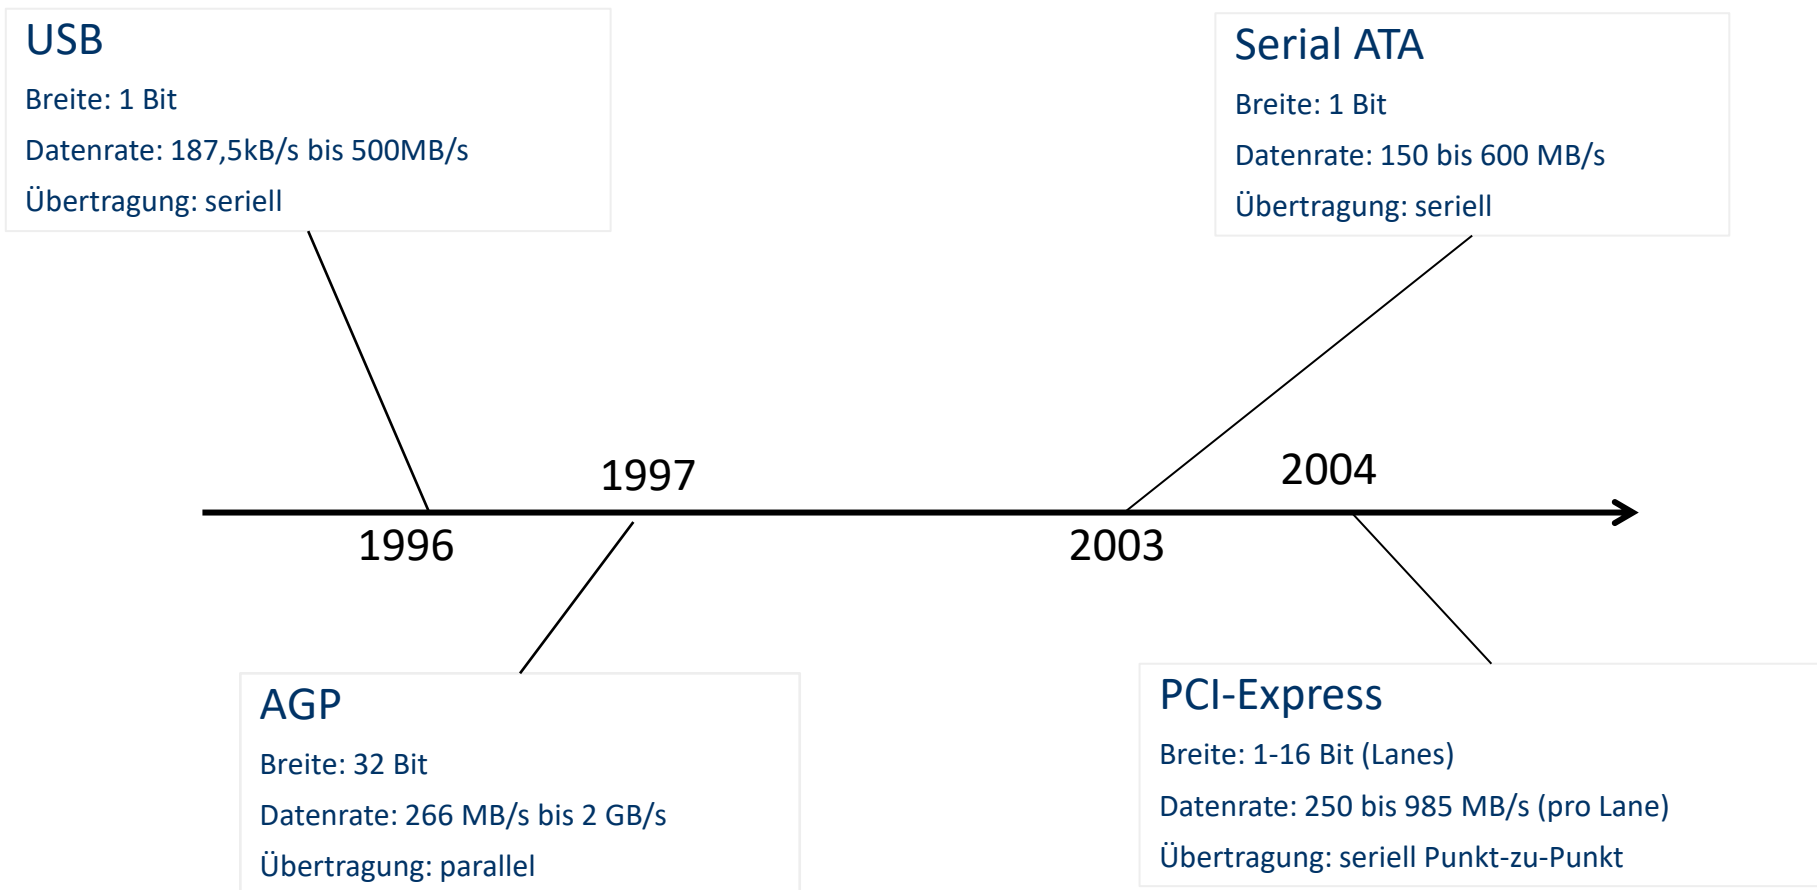 USB
Breite: 1 Bit
Datenrate: 187,5kB/s bis 500MB/s
Übertragung: seriell
Serial ATA
Breite: 1 Bit
Datenrate: 150 bis 600 MB/s
Übertragung: seriell
1997
2004
1996
2003
AGP
Breite: 32 Bit
Datenrate: 266 MB/s bis 2 GB/s
Übertragung: parallel
PCI-Express
Breite: 1-16 Bit (Lanes)
Datenrate: 250 bis 985 MB/s (pro Lane)
Übertragung: seriell Punkt-zu-Punkt